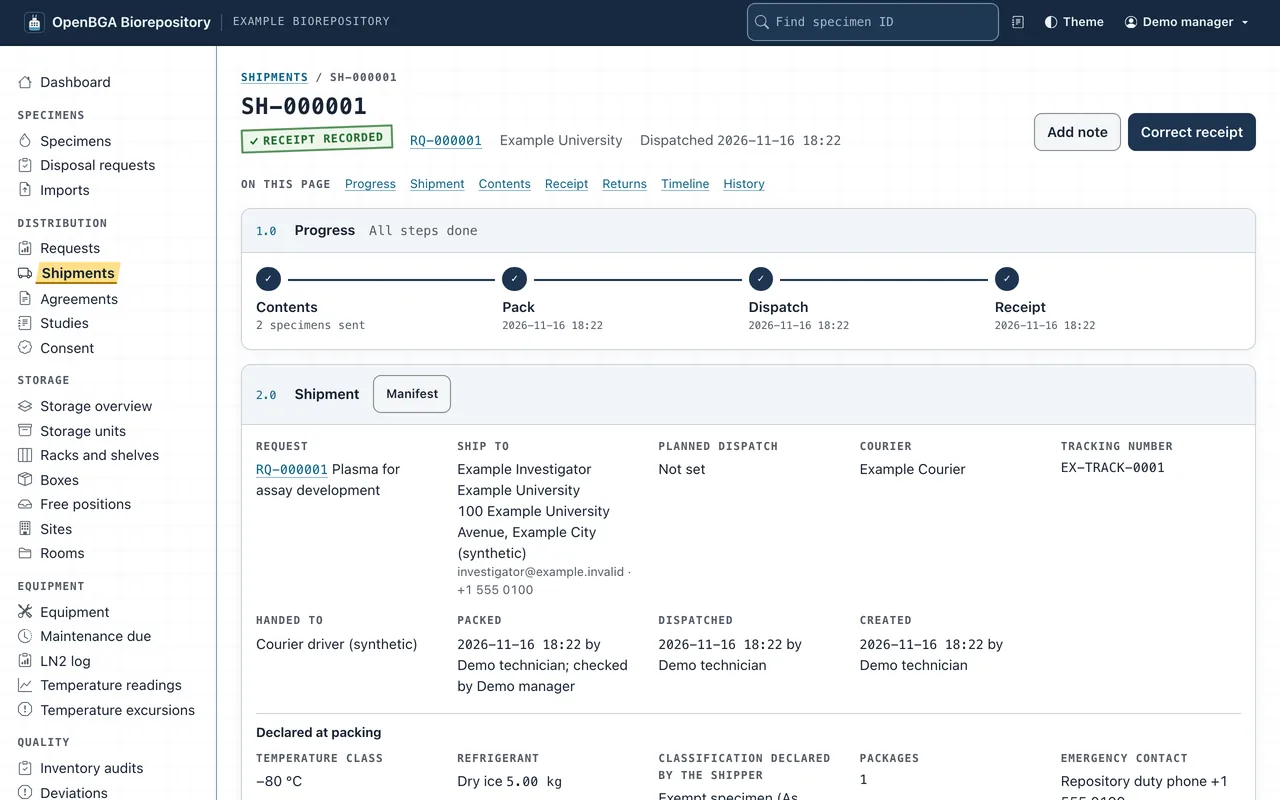 OpenBGA Biorepository
EXAMPLE BIOREPOSITORY
Find specimen ID
Theme
Demo manager
Dashboard
SPECIMENS
Specimens
Disposal requests
Imports
DISTRIBUTION
Requests
Shipments
Agreements
Studies
Consent
STORAGE
Storage overview
Storage units
Racks and shelves
Boxes
Free positions
Sites
Rooms
EQUIPMENT
Equipment
Maintenance due
LN2 log
Temperature readings
Temperature excursions
QUALITY
Inventory audits
Deviations
SHIPMENTS / SH-000001
SH-000001
✓ RECEIPT RECORDED
RQ-000001 Example University Dispatched 2026-11-16 18:22
Add note
Correct receipt
ON THIS PAGE Progress Shipment Contents Receipt Returns Timeline History
1.0 Progress All steps done
Contents
2 specimens sent
Pack
2026-11-16 18:22
Dispatch
2026-11-16 18:22
Receipt
2026-11-16 18:22
2.0 Shipment Manifest
REQUEST
RQ-000001 Plasma for
assay development
SHIP TO
Example Investigator
Example University
100 Example University
Avenue, Example City
(synthetic)
investigator@example.invalid ·
+1 555 0100
PLANNED DISPATCH
Not set
COURIER
Example Courier
TRACKING NUMBER
EX-TRACK-0001
HANDED TO
Courier driver (synthetic)
PACKED
2026-11-16 18:22 by
Demo technician; checked
by Demo manager
DISPATCHED
2026-11-16 18:22 by
Demo technician
CREATED
2026-11-16 18:22 by
Demo technician
Declared at packing
TEMPERATURE CLASS
−80 °C
REFRIGERANT
Dry ice 5.00 kg
CLASSIFICATION DECLARED
BY THE SHIPPER
Exempt specimen (As
PACKAGES
1
EMERGENCY CONTACT
Repository duty phone +1
555 0100